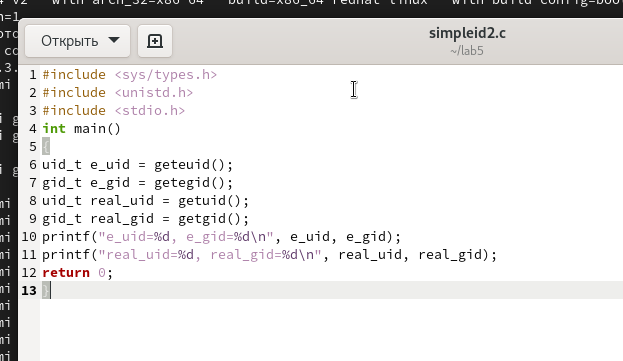 Открыть
simpleid2.c
~/lab5
1 #include <sys/types.h>
2 #include <unistd.h>
3 #include <stdio.h>
4 int main()
5 {
6 uid_t e_uid = geteuid();
7 gid_t e_gid = getegid();
8 uid_t real_uid = getuid();
9 gid_t real_gid = getgid();
10 printf("e_uid=%d, e_gid=%d\n", e_uid, e_gid);
11 printf("real_uid=%d, real_gid=%d\n", real_uid, real_gid);
12 return 0;
13 }